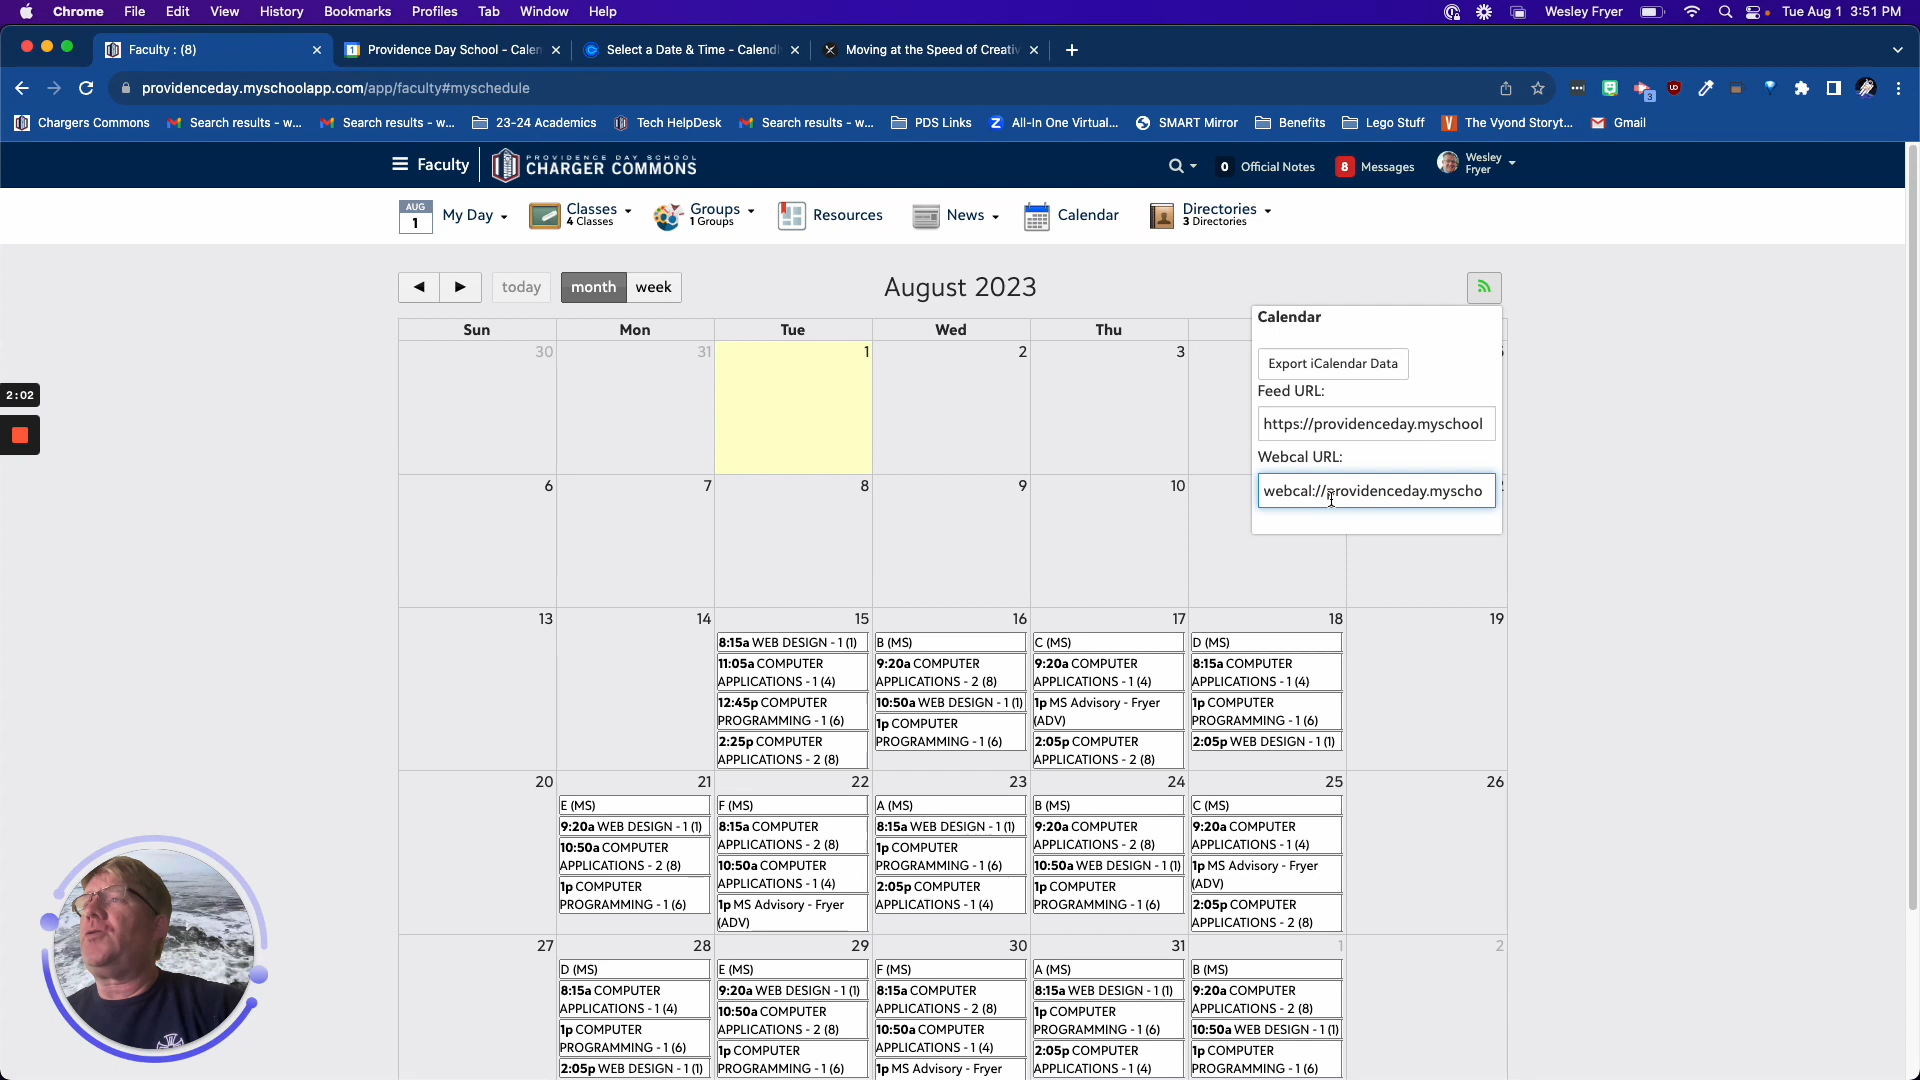 Chrome File Edit View History Bookmarks Profiles Tab Window Help Wesley Fryer Tue Aug 1 3:51 PM
Faculty : (8) Providence Day School - Calen Select a Date & Time - Calendl Moving at the Speed of Creativ
providenceday.myschoolapp.com/app/faculty#myschedule
3
Chargers Commons Search results - w... Search results - w... 23-24 Academics Tech HelpDesk Search results - w... PDS Links All-In One Virtual... SMART Mirror Benefits Lego Stuff The Vyond Storyt... Gmail
Faculty PROVIDENCE DAY SCHOOL
CHARGER COMMONS
0 Official Notes 8 Messages Wesley
Fryer
AUG
1
My Day Classes
4 Classes
Groups
1 Groups
Resources News Calendar Directories
3 Directories
today month week August 2023
Calendar
Export iCalendar Data
Feed URL:
https://providenceday.myschool
Webcal URL:
webcal://providenceday.myscho
2:02
Sun Mon Tue Wed Thu
30 31 1 2 3
6 7 8 9 10
13 14 15 16 17 18 19
8:15a WEB DESIGN - 1 (1)
11:05a COMPUTER
APPLICATIONS - 1 (4)
12:45p COMPUTER
PROGRAMMING - 1 (6)
2:25p COMPUTER
APPLICATIONS - 2 (8)
B (MS)
9:20a COMPUTER
APPLICATIONS - 2 (8)
10:50a WEB DESIGN - 1 (1)
1p COMPUTER
PROGRAMMING - 1 (6)
C (MS)
9:20a COMPUTER
APPLICATIONS - 1 (4)
1p MS Advisory - Fryer
(ADV)
2:05p COMPUTER
APPLICATIONS - 2 (8)
D (MS)
8:15a COMPUTER
APPLICATIONS - 1 (4)
1p COMPUTER
PROGRAMMING - 1 (6)
2:05p WEB DESIGN - 1 (1)
20 21 22 23 24 25 26
E (MS)
9:20a WEB DESIGN - 1 (1)
10:50a COMPUTER
APPLICATIONS - 2 (8)
1p COMPUTER
PROGRAMMING - 1 (6)
F (MS)
8:15a COMPUTER
APPLICATIONS - 2 (8)
10:50a COMPUTER
APPLICATIONS - 1 (4)
1p MS Advisory - Fryer
(ADV)
A (MS)
8:15a WEB DESIGN - 1 (1)
1p COMPUTER
PROGRAMMING - 1 (6)
2:05p COMPUTER
APPLICATIONS - 1 (4)
B (MS)
9:20a COMPUTER
APPLICATIONS - 2 (8)
10:50a WEB DESIGN - 1 (1)
1p COMPUTER
PROGRAMMING - 1 (6)
C (MS)
9:20a COMPUTER
APPLICATIONS - 1 (4)
1p MS Advisory - Fryer
(ADV)
2:05p COMPUTER
APPLICATIONS - 2 (8)
27 28 29 30 31 1 2
D (MS)
8:15a COMPUTER
APPLICATIONS - 1 (4)
1p COMPUTER
PROGRAMMING - 1 (6)
2:05p WEB DESIGN - 1 (1)
E (MS)
9:20a WEB DESIGN - 1 (1)
10:50a COMPUTER
APPLICATIONS - 2 (8)
1p COMPUTER
PROGRAMMING - 1 (6)
F (MS)
8:15a COMPUTER
APPLICATIONS - 2 (8)
10:50a COMPUTER
APPLICATIONS - 1 (4)
1p MS Advisory - Fryer
A (MS)
8:15a WEB DESIGN - 1 (1)
1p COMPUTER
PROGRAMMING - 1 (6)
2:05p COMPUTER
APPLICATIONS - 1 (4)
B (MS)
9:20a COMPUTER
APPLICATIONS - 2 (8)
10:50a WEB DESIGN - 1 (1)
1p COMPUTER
PROGRAMMING - 1 (6)